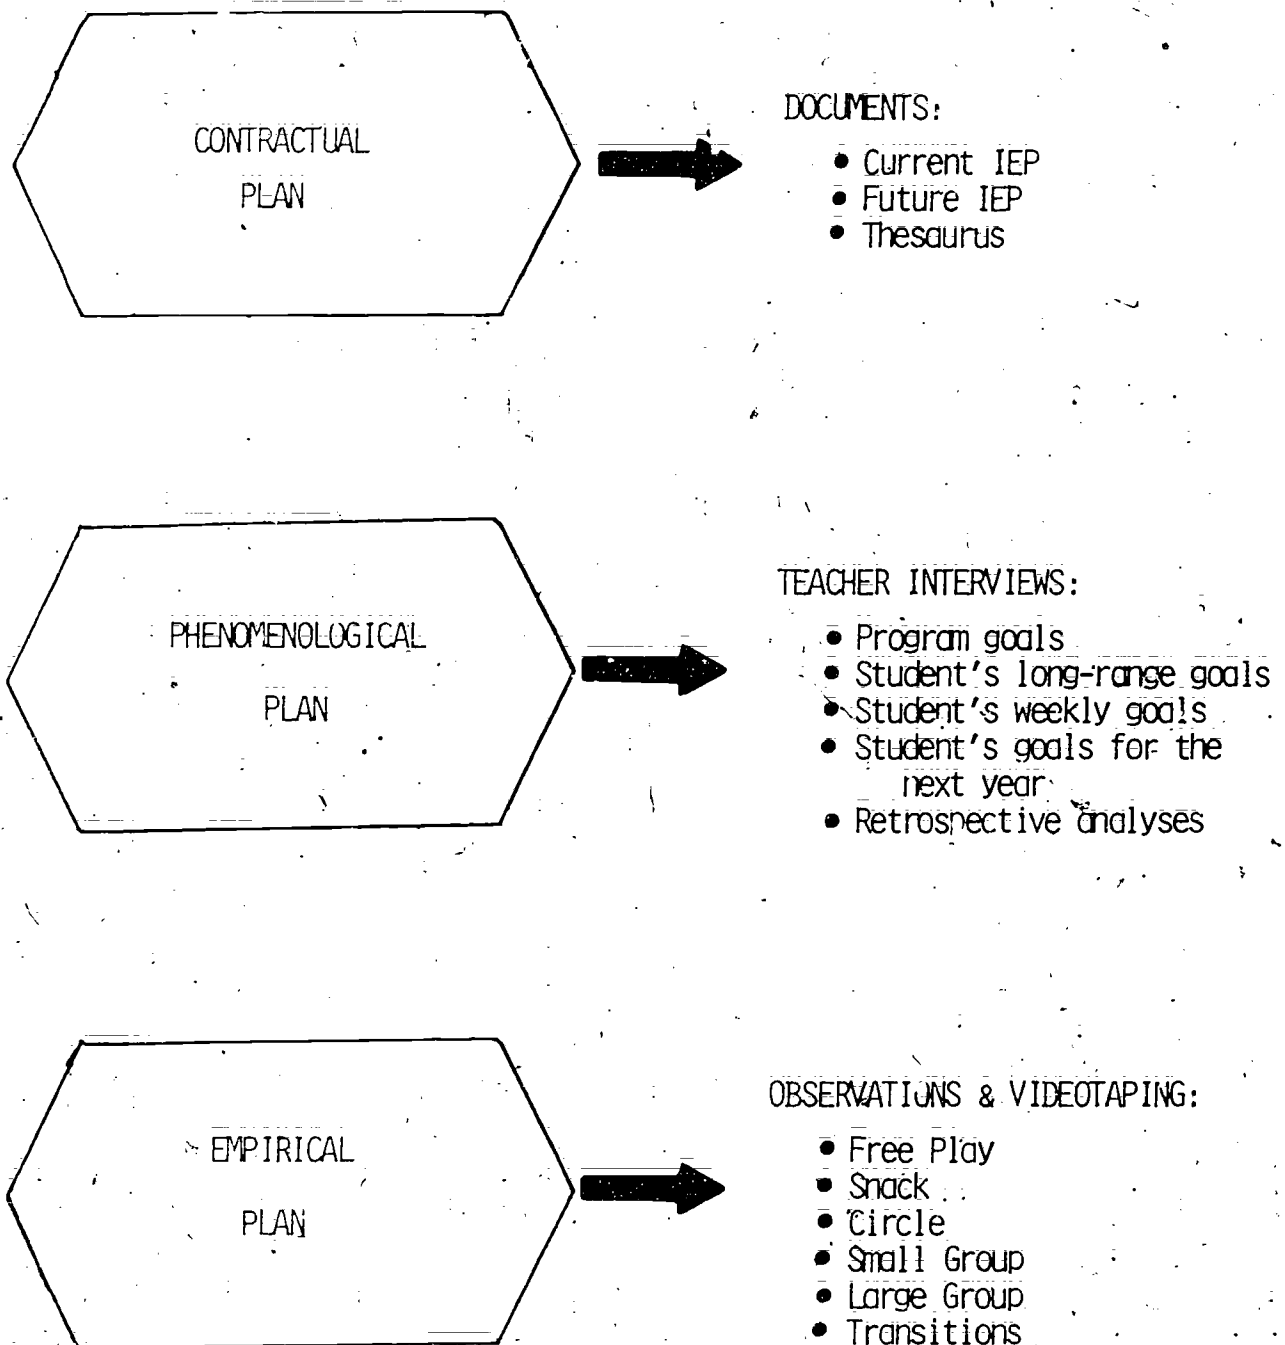 CONTRACTUAL
PLAN
DOCUMENTS:
• Current IEP
• Future IEP
• Thesaurus
PHENOMENOLOGICAL
PLAN
TEACHER INTERVIEWS:
• Program goals
• Student's long-range goals
• Student's weekly goals
• Student's goals for the
next year
• Retrospective analyses
EMPIRICAL
PLAN
OBSERVATIONS & VIDEOTAPING:
• Free Play
• Snack
• Circle
• Small Group
• Large Group
• Transitions